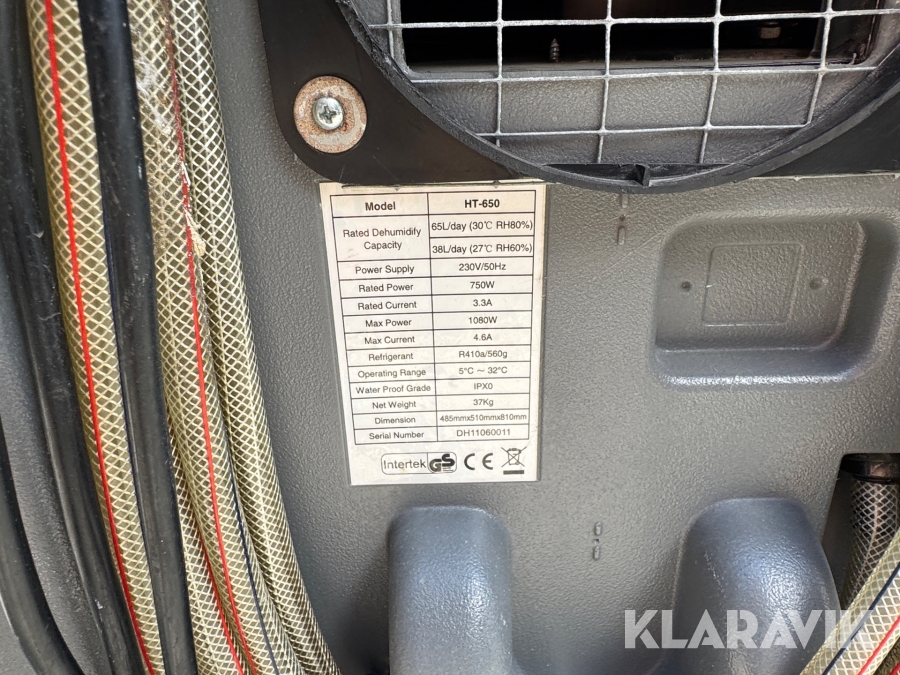 Model HT-650
Rated Dehumidify Capacity 65L/day (30℃ RH80%)
38L/day (27℃ RH60%)
Power Supply 230V/50Hz
Rated Power 750W
Rated Current 3.3A
Max Power 1080W
Max Current 4.6A
Refrigerant R410a/560g
Operating Range 5°C ～ 32°C
Water Proof Grade IPX0
Net Weight 37Kg
Dimension 485mmx510mmx810mm
Serial Number DH11060011
Intertek GS CE
KLARAVIK